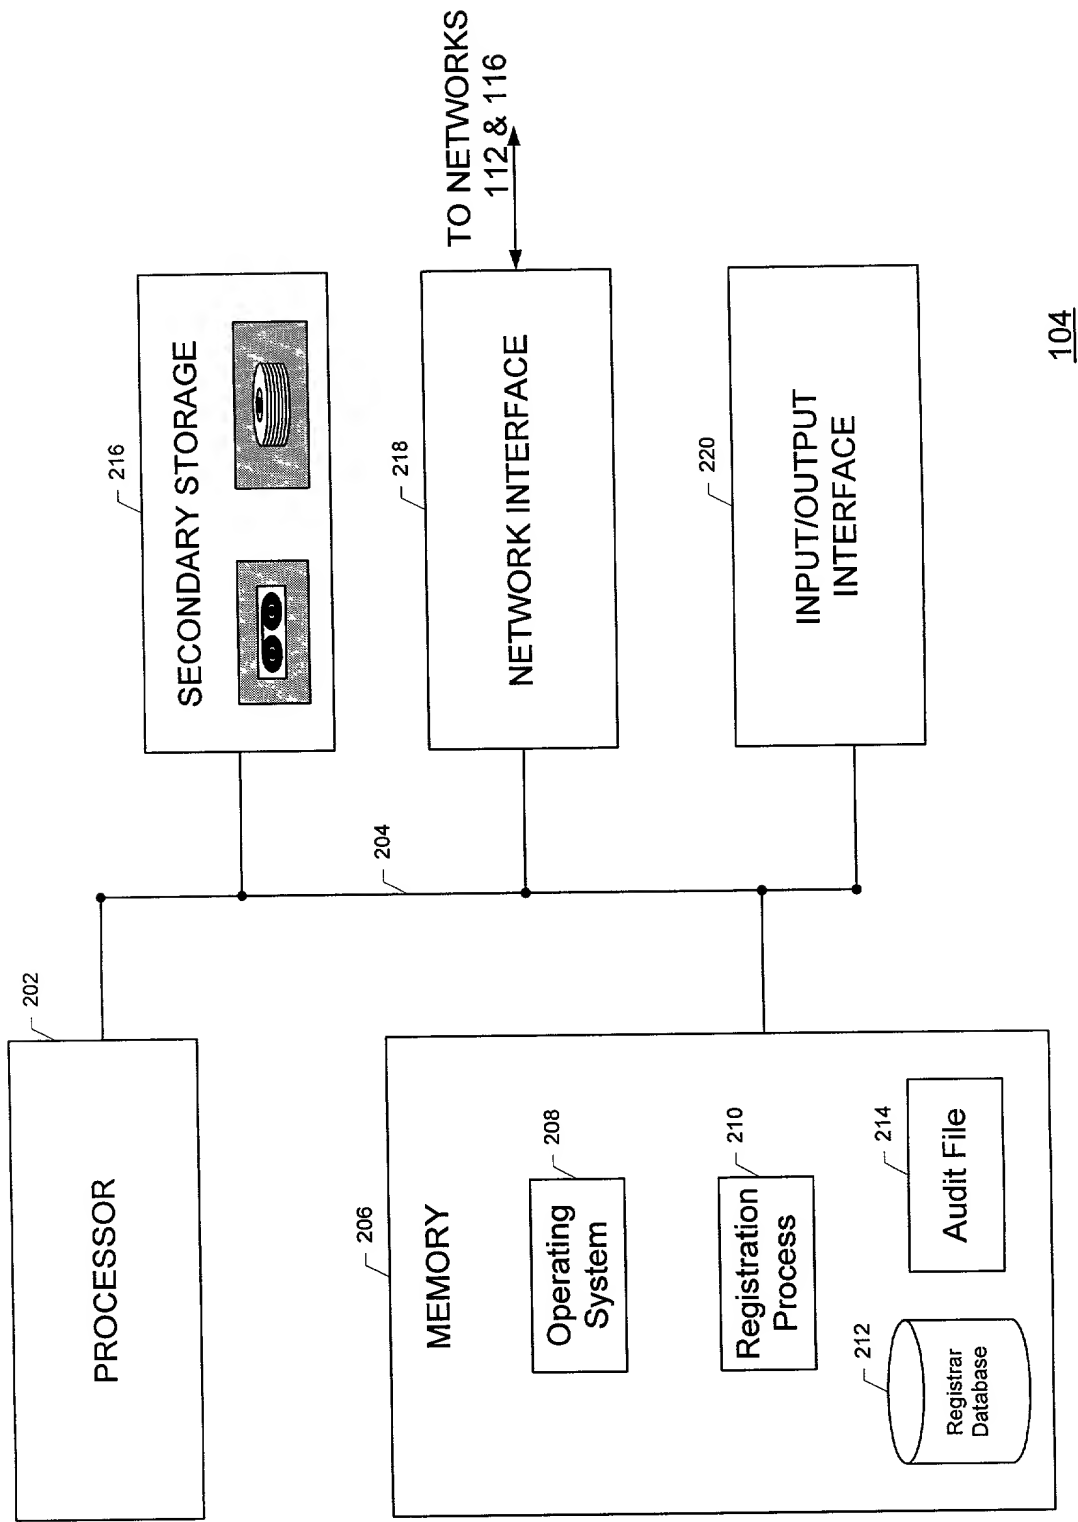 202
PROCESSOR
206
MEMORY
208
Operating
System
210
Registration
Process
212
Registrar
Database
214
Audit File
204
216
SECONDARY STORAGE
218
NETWORK INTERFACE
TO NETWORKS
112 & 116
220
INPUT/OUTPUT
INTERFACE
104